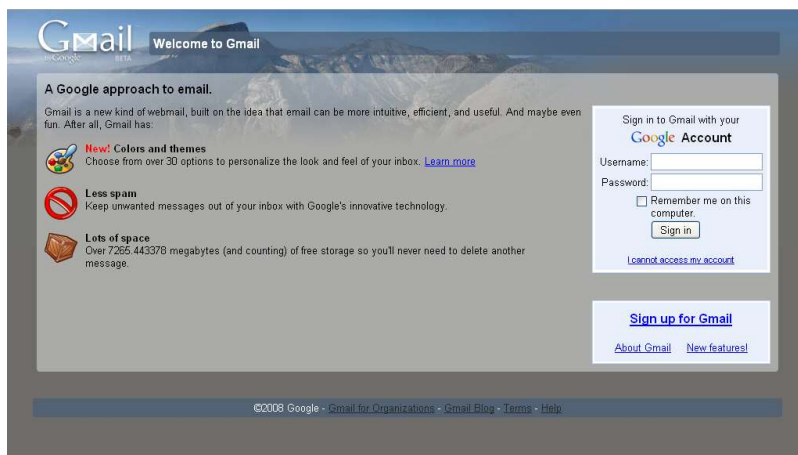 Gmail
by Google BETA
Welcome to Gmail
A Google approach to email.
Gmail is a new kind of webmail, built on the idea that email can be more intuitive, efficient, and useful. And maybe even
fun. After all, Gmail has:
New! Colors and themes
Choose from over 30 options to personalize the look and feel of your inbox. Learn more
Less spam
Keep unwanted messages out of your inbox with Google's innovative technology.
Lots of space
Over 7265.443378 megabytes (and counting) of free storage so you'll never need to delete another
message.
Sign in to Gmail with your
Google Account
Username:
Password:
Remember me on this
computer.
Sign in
I cannot access my account
Sign up for Gmail
About Gmail New features!
©2008 Google - Gmail for Organizations - Gmail Blog - Terms - Help